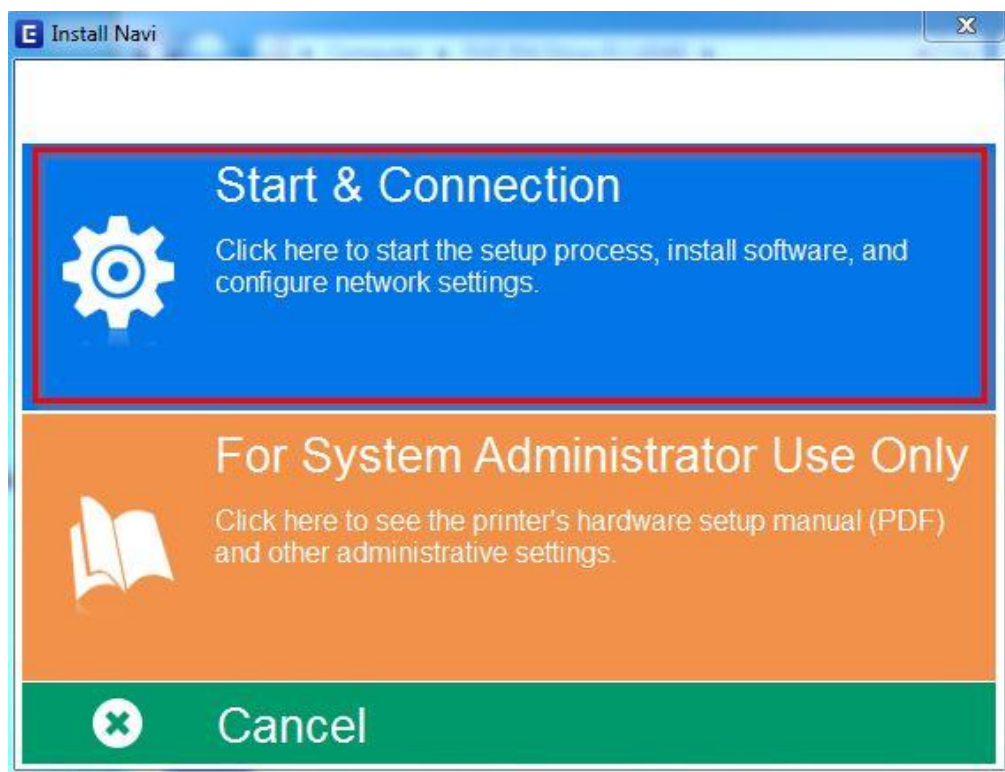 Install Navi
Start & Connection
Click here to start the setup process, install software, and
configure network settings.
For System Administrator Use Only
Click here to see the printer's hardware setup manual (PDF)
and other administrative settings.
Cancel